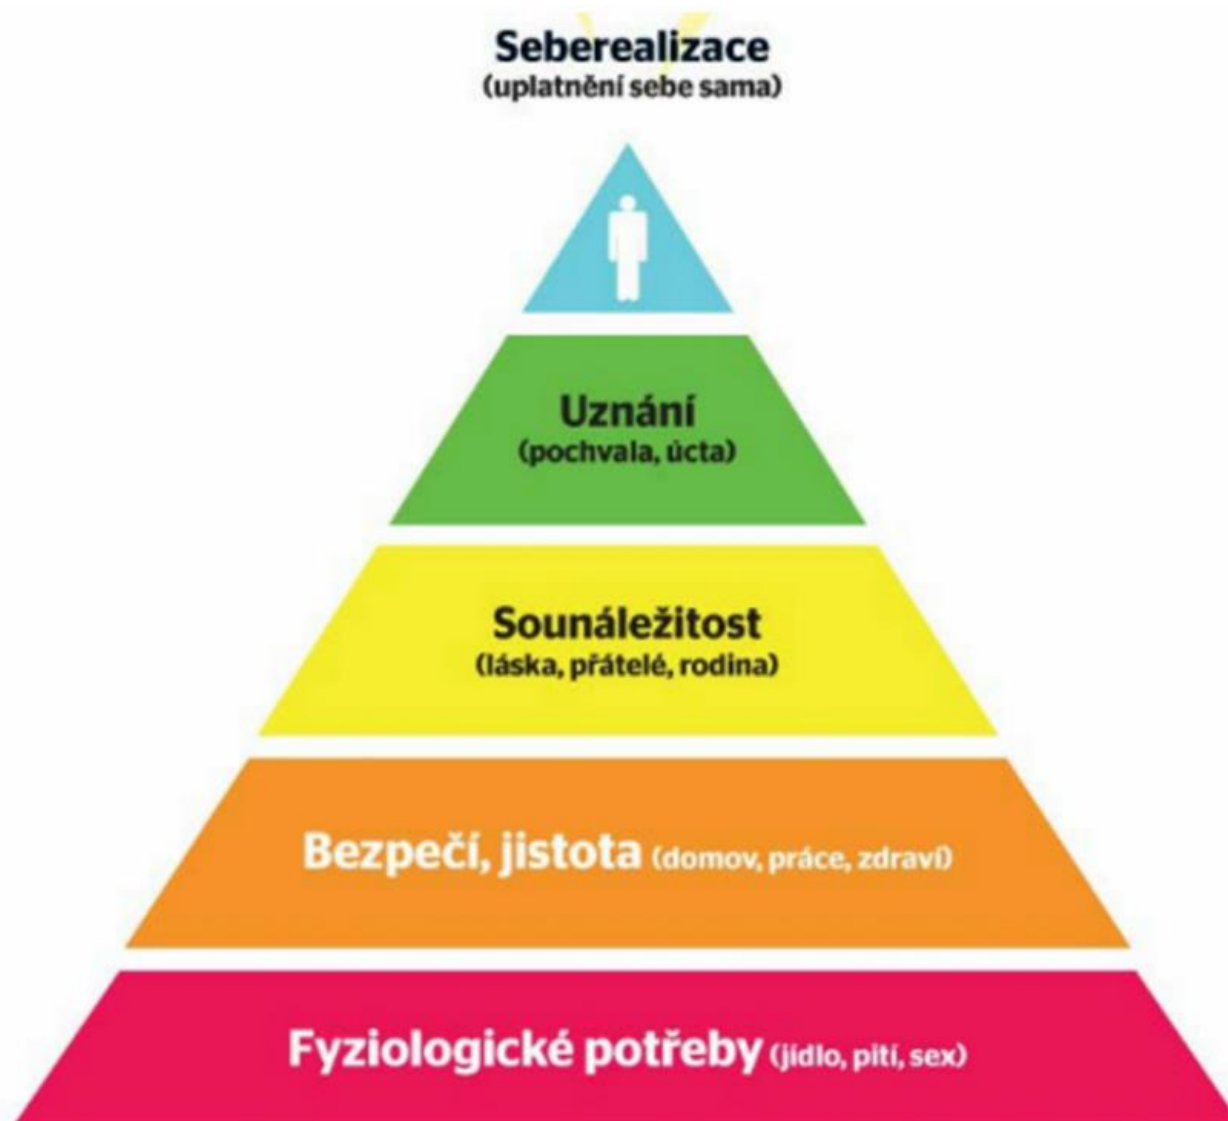 Seberealizace
(uplatnění sebe sama)
Uznání
(pochvala, úcta)
Sounáležitost
(láska, přátelé, rodina)
Bezpečí, jistota (domov, práce, zdraví)
Fyziologické potřeby (jídlo, pití, sex)